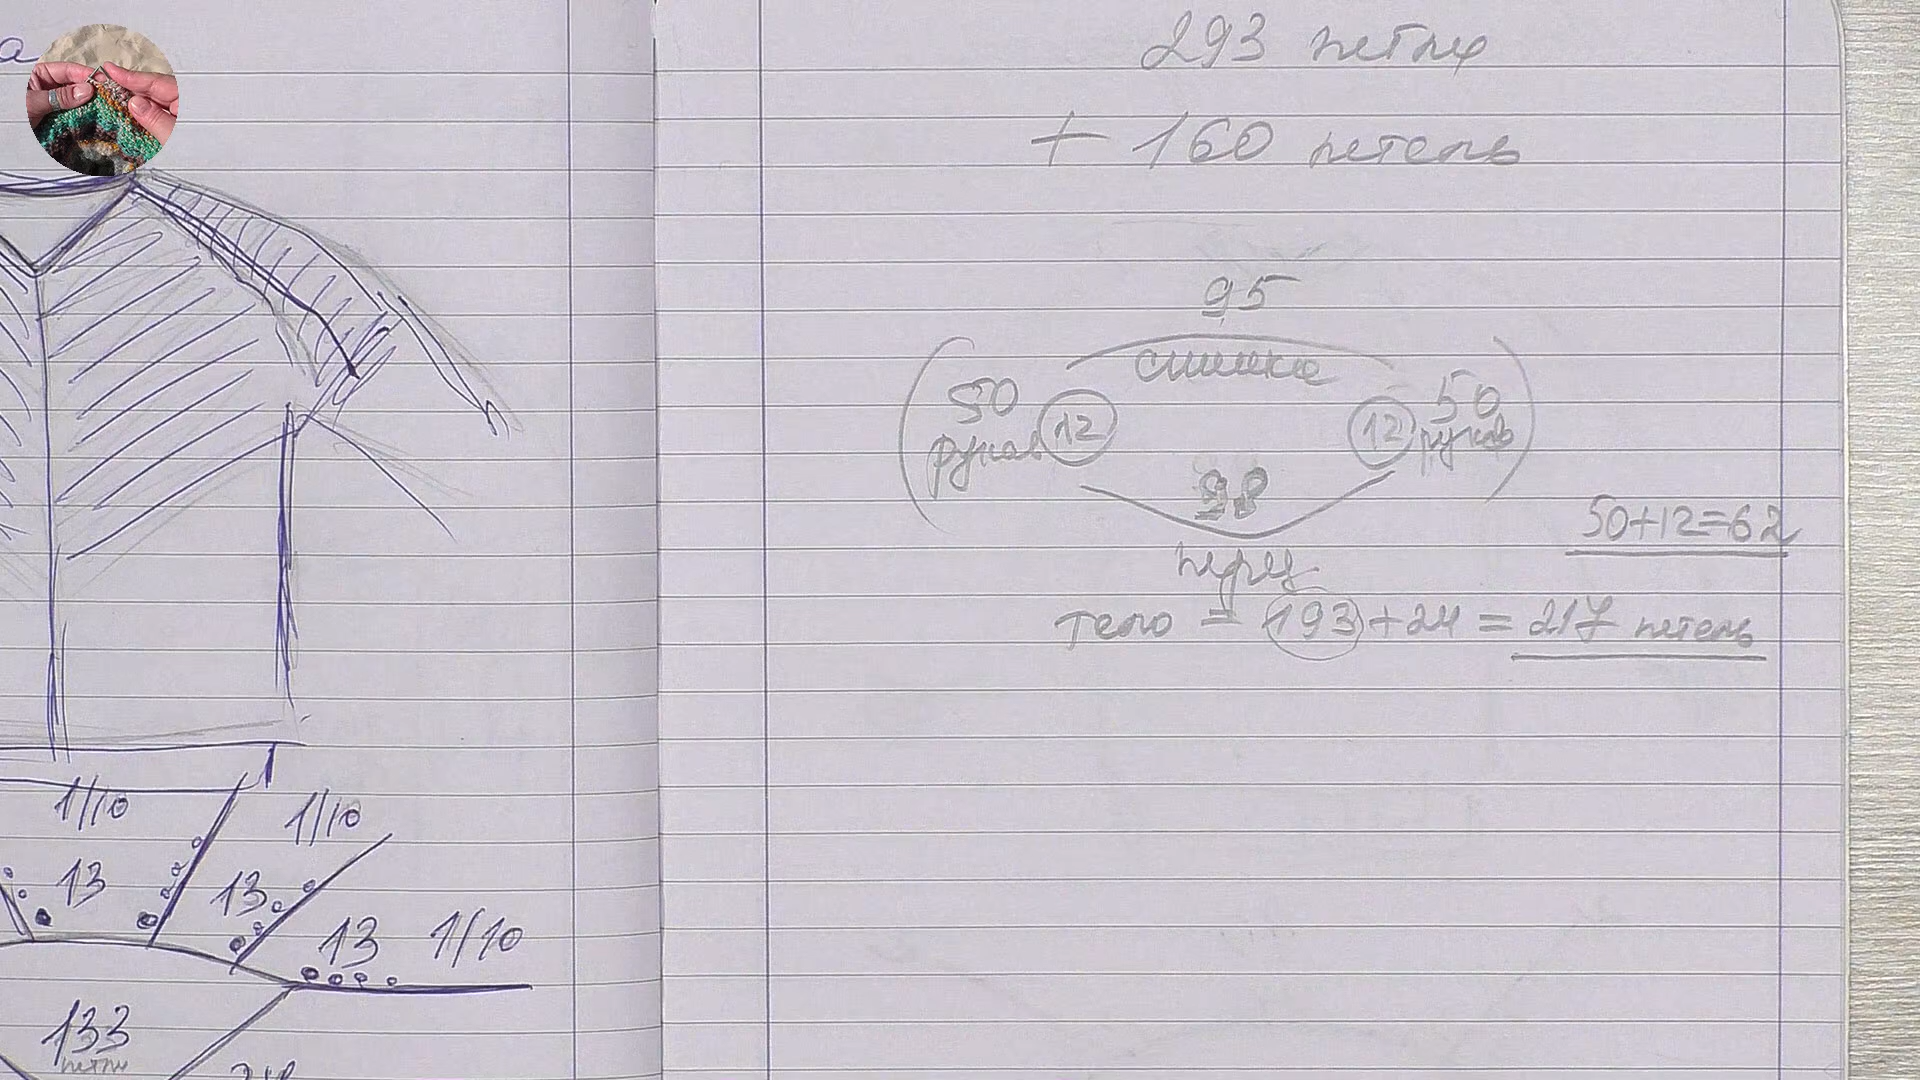 а
1/10
1/10
13
13
13
1/10
133
петли
293 петли
+ 160 петель
95
спинка
50
рукав
12
12
50
рукав
98
перед
50+12=62
тело = 193+24 = 217 петель